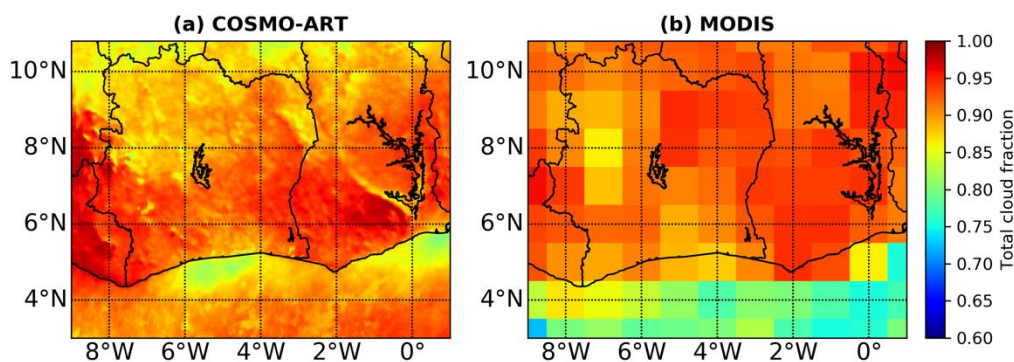 (a) COSMO-ART
(b) MODIS
10°N
8°N
6°N
4°N
8°W 6°W 4°W 2°W 0°
10°N
8°N
6°N
4°N
8°W 6°W 4°W 2°W 0°
1.00
0.95
0.90
0.85
0.80
0.75
0.70
0.65
0.60
Total cloud fraction